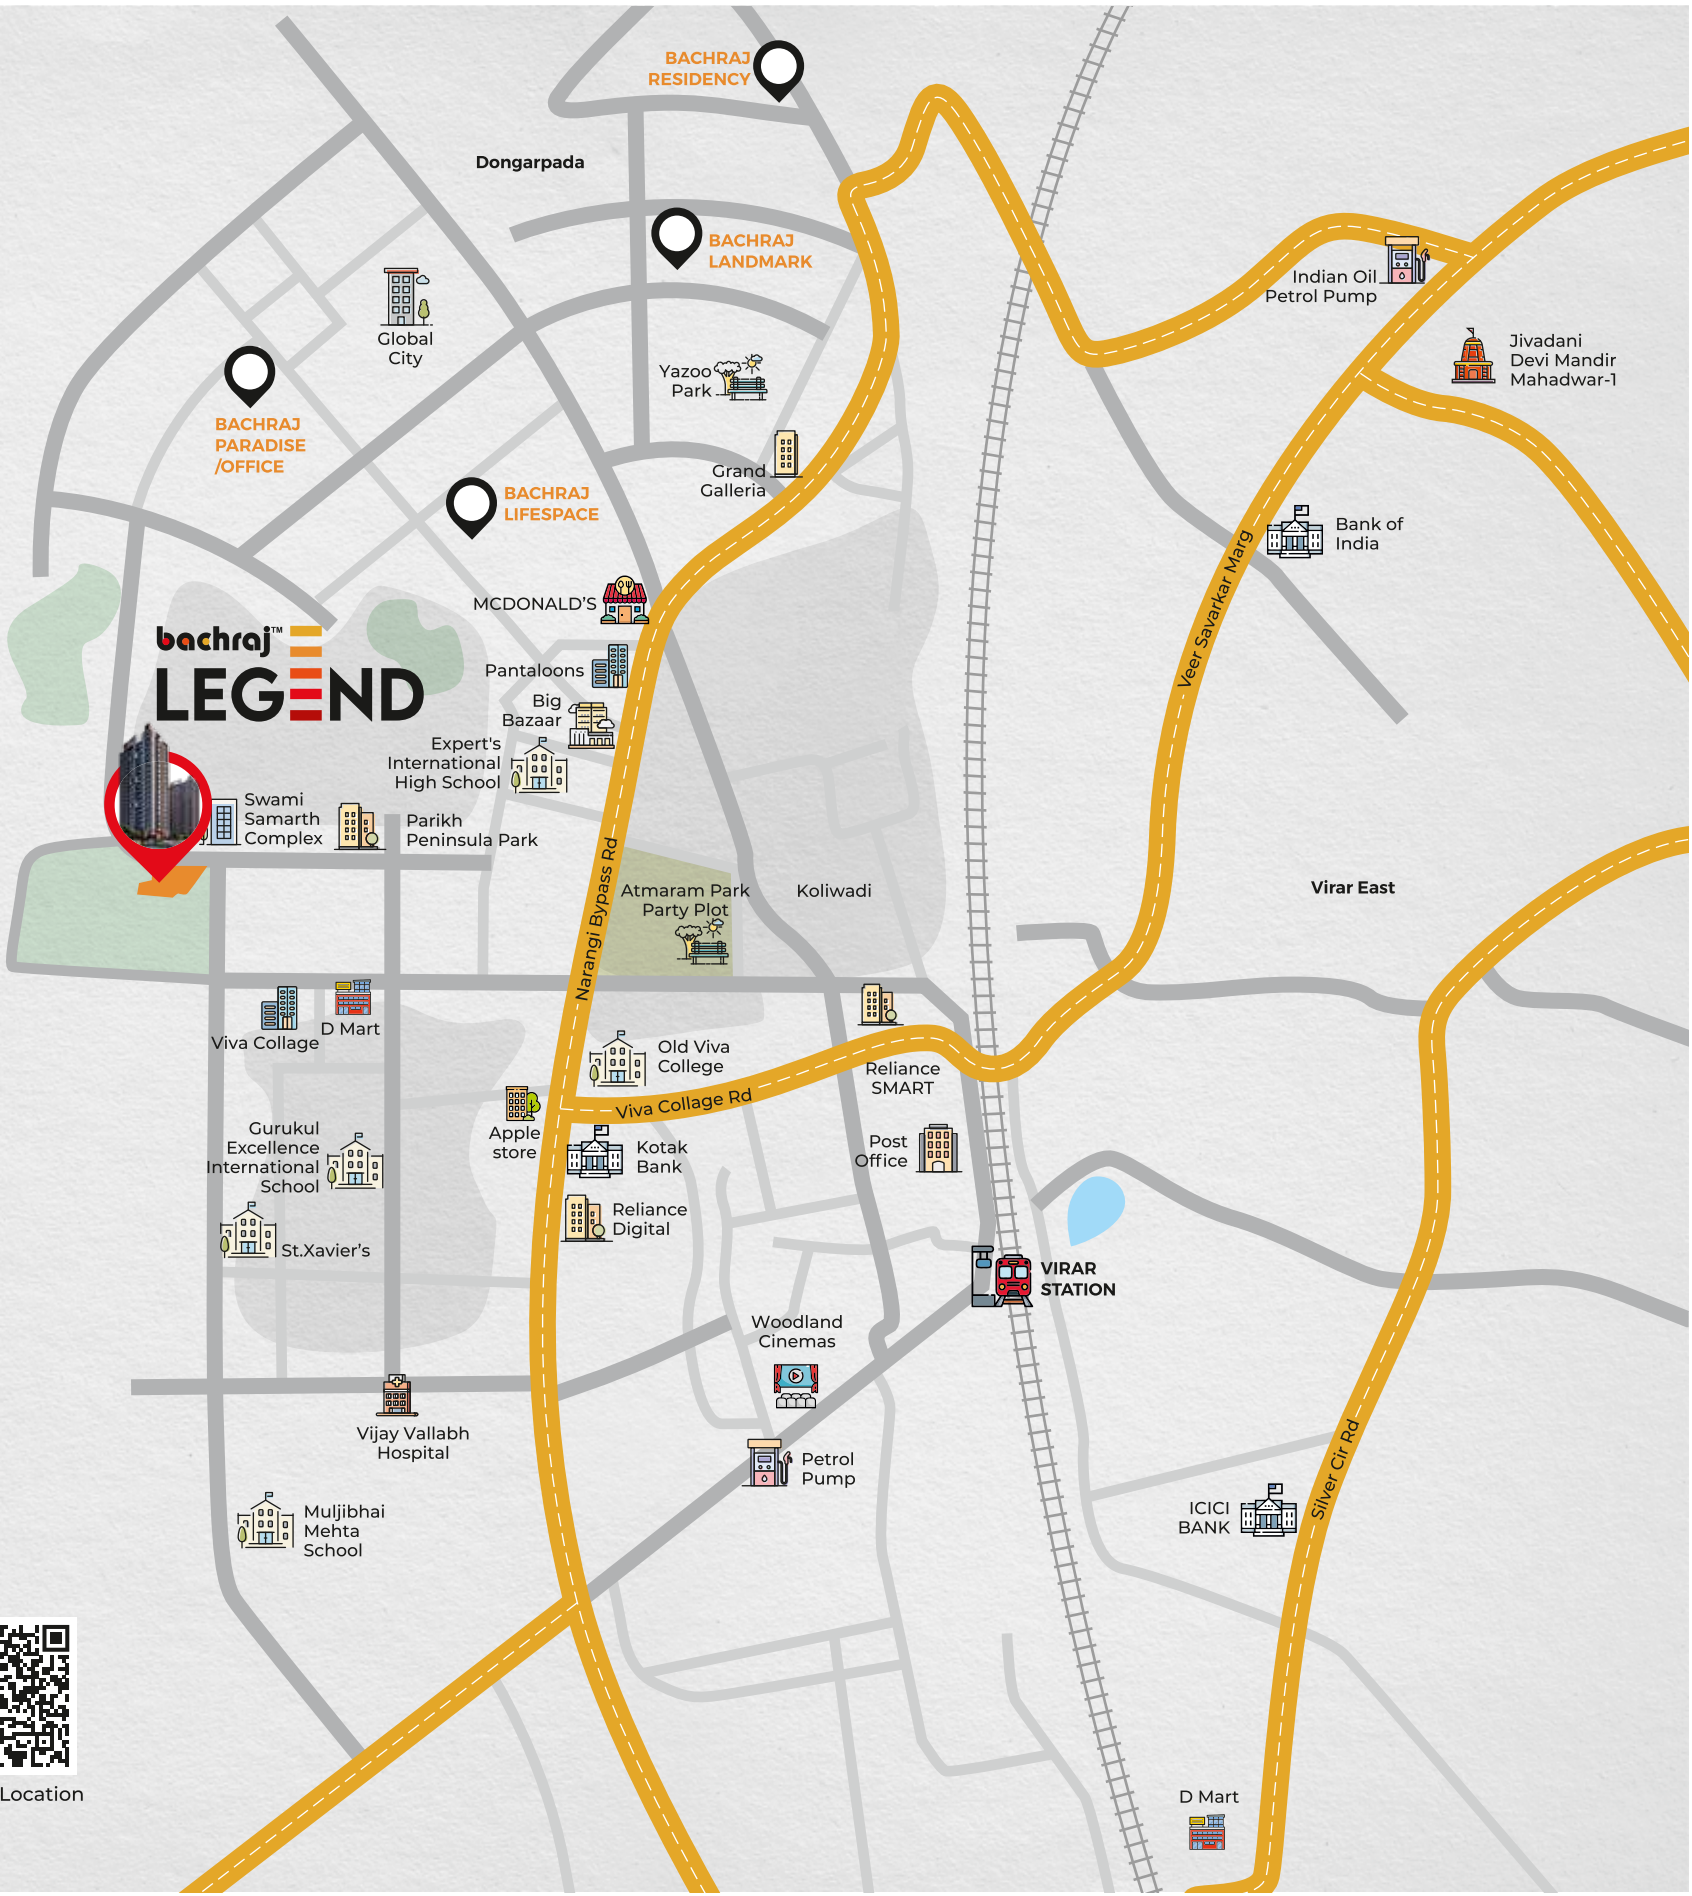 BACHRAJ
RESIDENCY
Dongarpada
BACHRAJ
LANDMARK
Indian Oil
Petrol Pump
Global
City
Jivadani
Devi Mandir
Mahadwar-1
Yazoo
Park
BACHRAJ
PARADISE
/OFFICE
Grand
Galleria
BACHRAJ
LIFESPACE
Bank of
India
MCDONALD'S
Veer Savarkar Marg
bachraj™
LEGEND
Pantaloons
Big
Bazaar
Expert's
International
High School
Swami
Samarth
Complex
Parikh
Peninsula Park
Narangi Bypass Rd
Atmaram Park
Party Plot
Koliwadi
Virar East
Viva Collage
D Mart
Old Viva
College
Reliance
SMART
Viva Collage Rd
Apple
store
Gurukul
Excellence
International
School
Kotak
Bank
Post
Office
Reliance
Digital
St.Xavier's
VIRAR
STATION
Woodland
Cinemas
Vijay Vallabh
Hospital
Petrol
Pump
Silver Cir Rd
Muljibhai
Mehta
School
ICICI
BANK
Location
D Mart